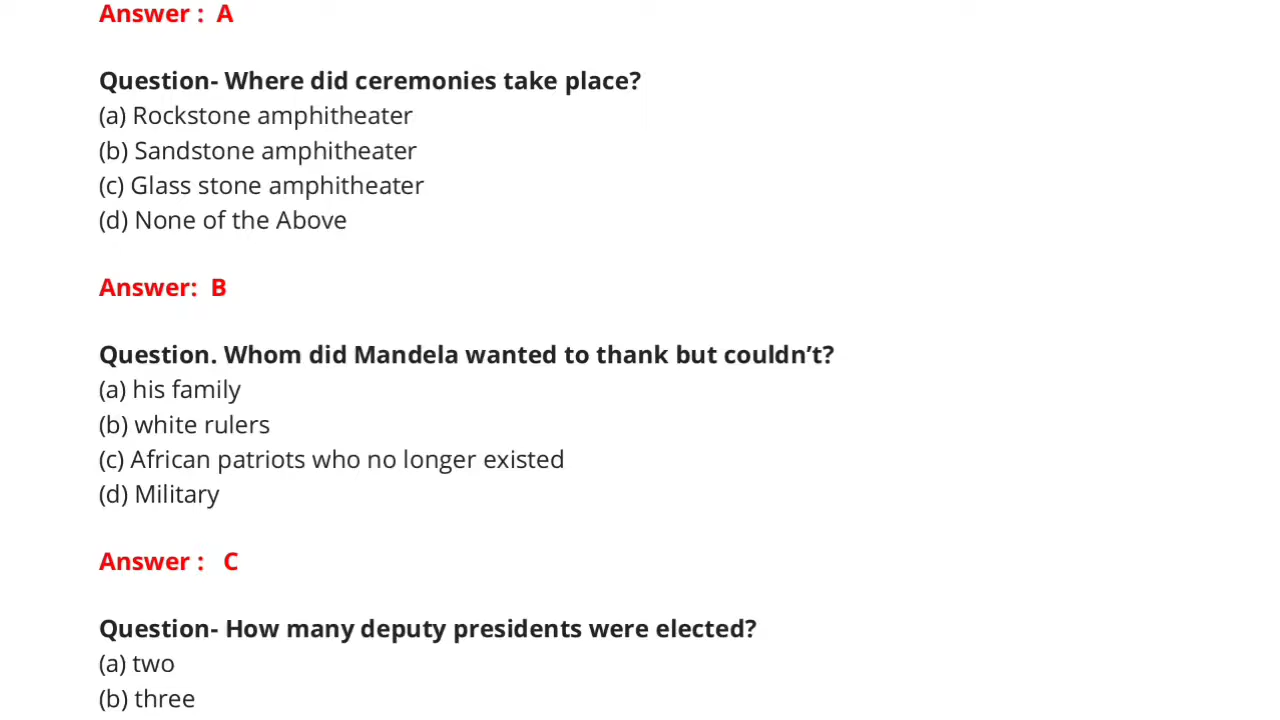 Answer : A
Question- Where did ceremonies take place?
(a) Rockstone amphitheater
(b) Sandstone amphitheater
(c) Glass stone amphitheater
(d) None of the Above
Answer: B
Question. Whom did Mandela wanted to thank but couldn’t?
(a) his family
(b) white rulers
(c) African patriots who no longer existed
(d) Military
Answer : C
Question- How many deputy presidents were elected?
(a) two
(b) three